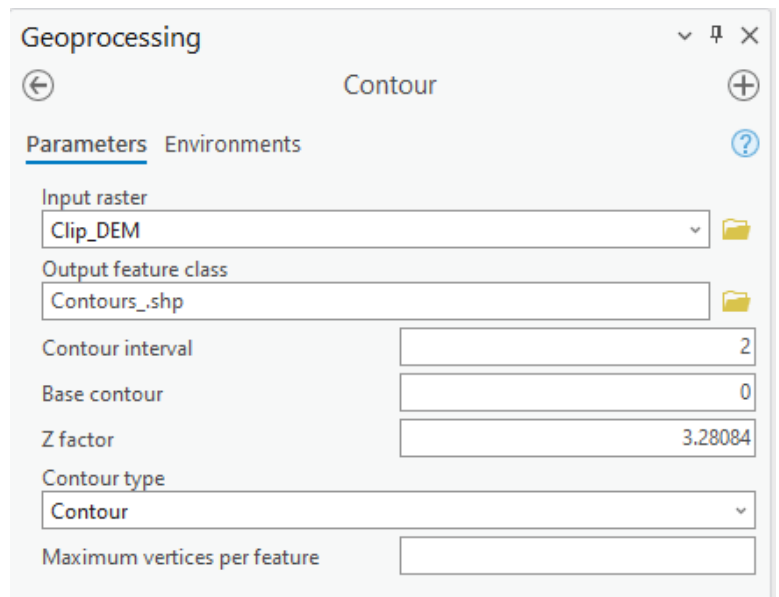 Geoprocessing
Contour
Parameters Environments
Input raster
Clip_DEM
Output feature class
Contours_.shp
Contour interval 2
Base contour 0
Z factor 3.28084
Contour type
Contour
Maximum vertices per feature